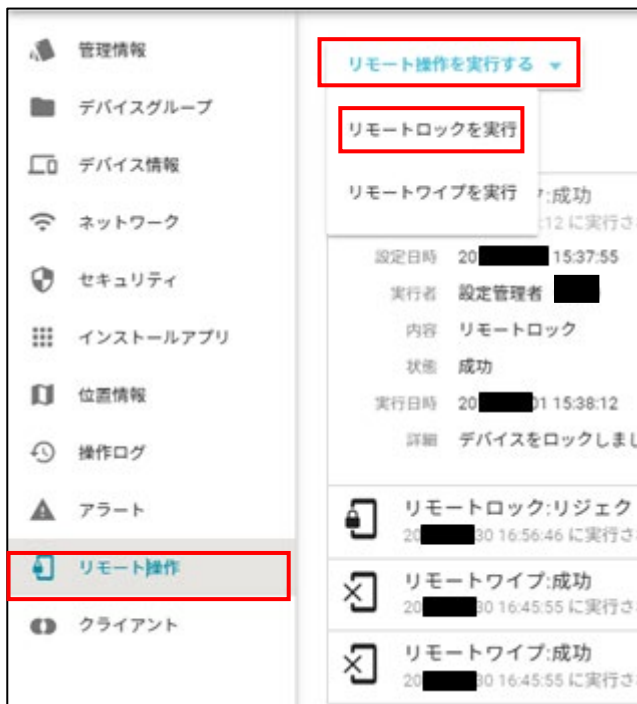 管理情報
デバイスグループ
デバイス情報
ネットワーク
セキュリティ
インストールアプリ
位置情報
操作ログ
アラート
リモート操作
クライアント
リモート操作を実行する
リモートロックを実行
リモートワイプを実行
:成功
:12 に実行さ
設定日時 20 15:37:55
実行者 設定管理者
内容 リモートロック
状態 成功
実行日時 20 01 15:38:12
詳細 デバイスをロックしまし
リモートロック:リジェク
20 30 16:56:46 に実行さ
リモートワイプ:成功
20 30 16:45:55 に実行さ
リモートワイプ:成功
20 30 16:45:55 に実行さ